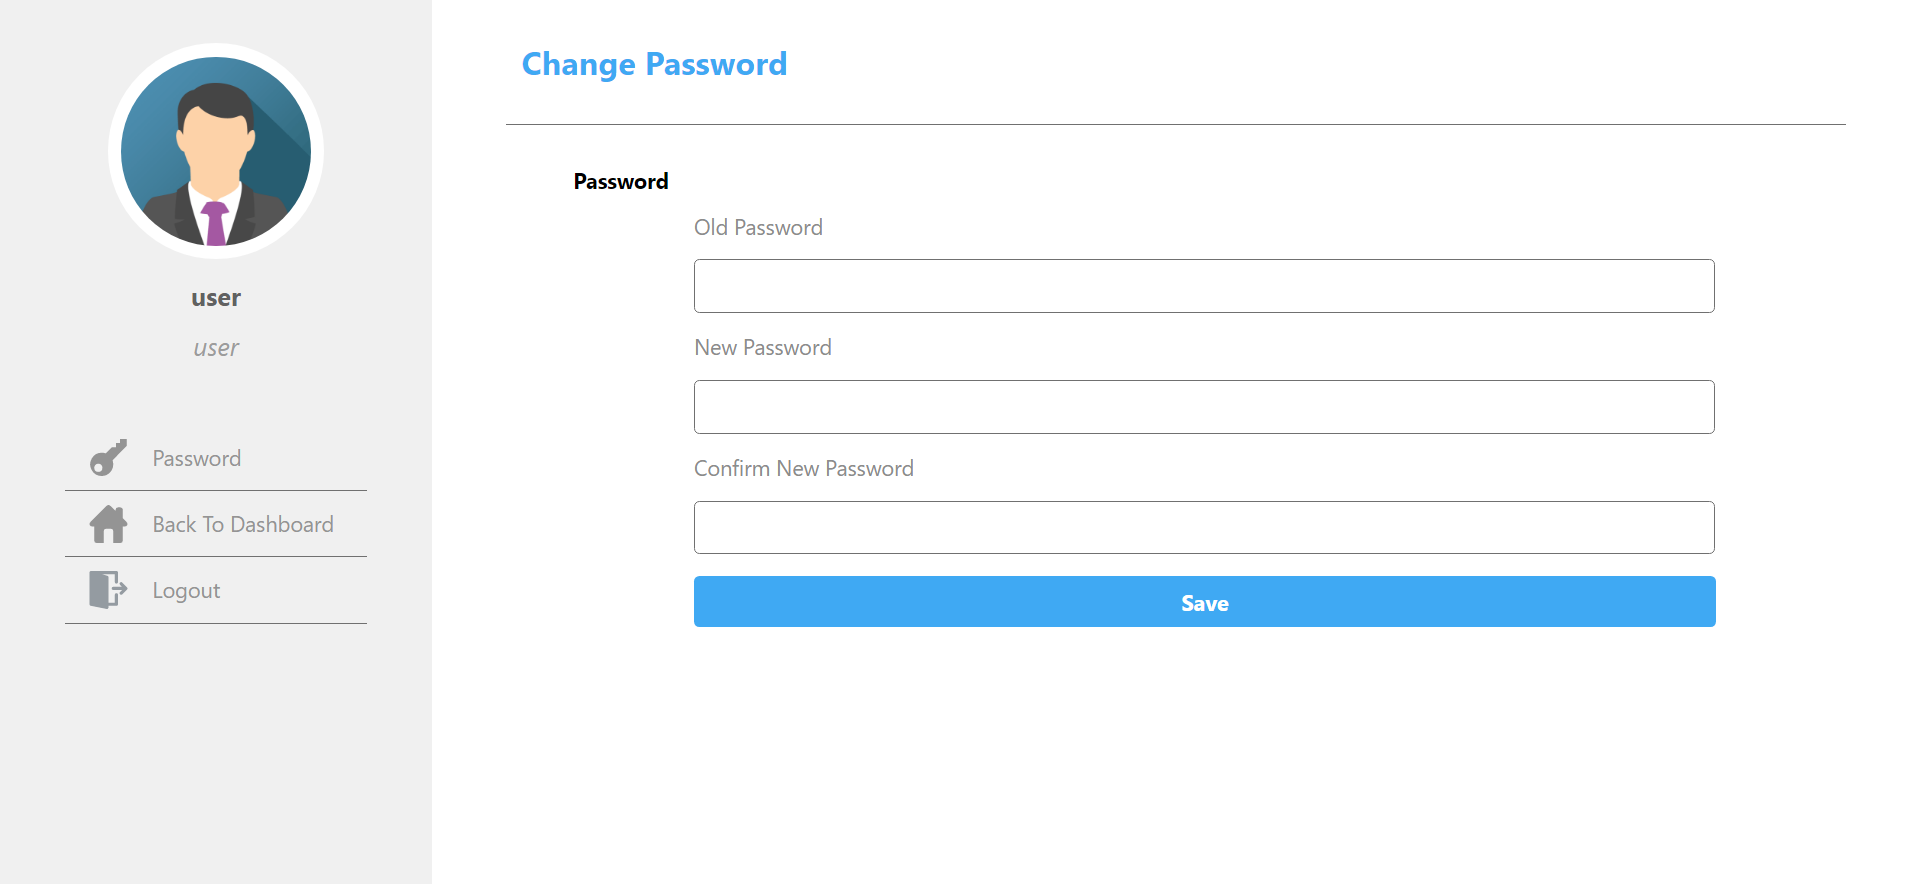 user
user
Password
Back To Dashboard
Logout
Change Password
Password
Old Password
New Password
Confirm New Password
Save